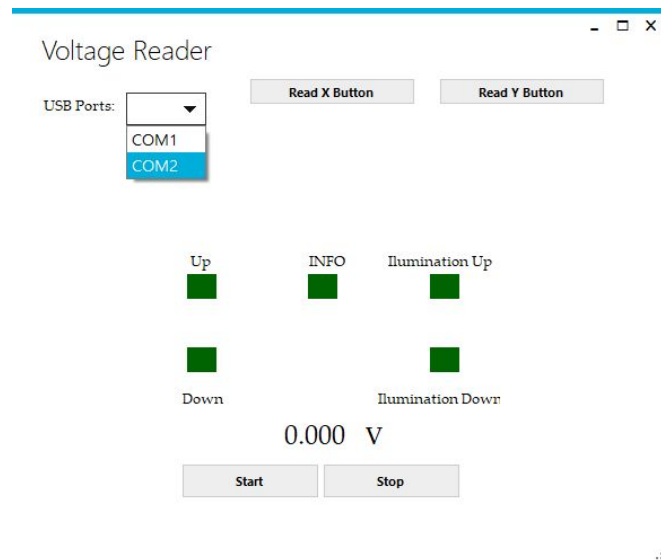 Voltage Reader
Read X Button Read Y Button
USB Ports:
COM1
COM2
Up INFO Ilumination Up
Down Ilumination Down
0.000 V
Start Stop